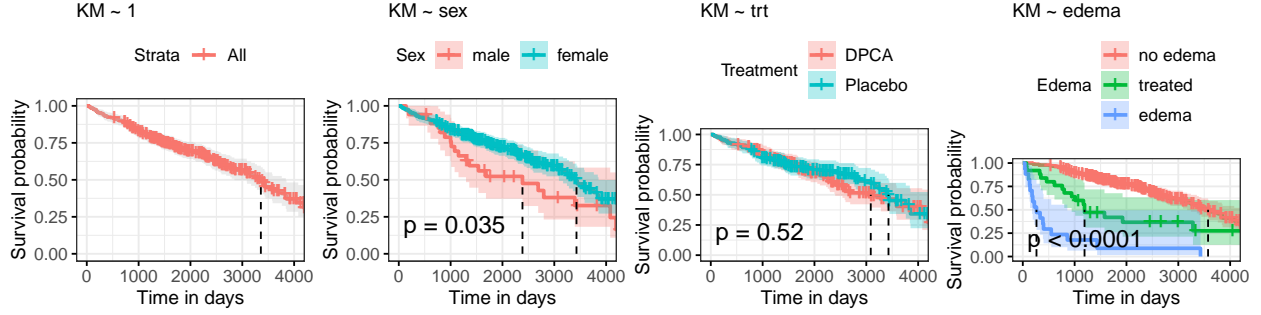 KM ~ 1
Strata All
Survival probability
1.00
0.75
0.50
0.25
0.00
0 1000 2000 3000 4000
Time in days
KM ~ sex
Sex male female
Survival probability
1.00
0.75
0.50
0.25
0.00
p = 0.035
0 1000 2000 3000 4000
Time in days
KM ~ trt
Treatment
DPCA
Placebo
Survival probability
1.00
0.75
0.50
0.25
0.00
p = 0.52
0 1000 2000 3000 4000
Time in days
KM ~ edema
Edema
no edema
treated
edema
Survival probability
1.00
0.75
0.50
0.25
0.00
p < 0.0001
0 1000 2000 3000 4000
Time in days